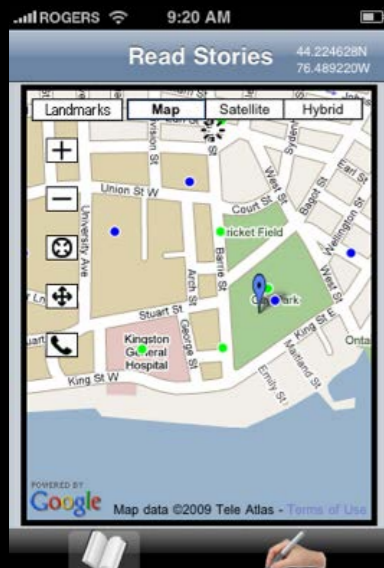 ROGERS 9:20 AM
Read Stories
44.224628N
76.489220W
Landmarks Map Satellite Hybrid
Union St W
University Ave
Court St
West St
Bagot St
Earl St
Wellington St
ricket Field
Barrie St
Arch St
Stuart St
George St
Kingston
General
Hospital
King St W
King St E
West St
Maitland St
Emily St
POWERED BY
Google
Map data ©2009 Tele Atlas - Terms of Use